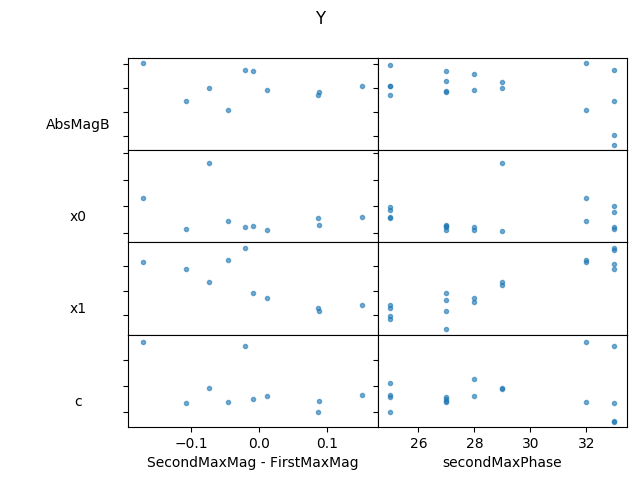 Y
AbsMagB
x0
x1
c
−0.1 0.0 0.1 26 28 30 32
SecondMaxMag - FirstMaxMag secondMaxPhase